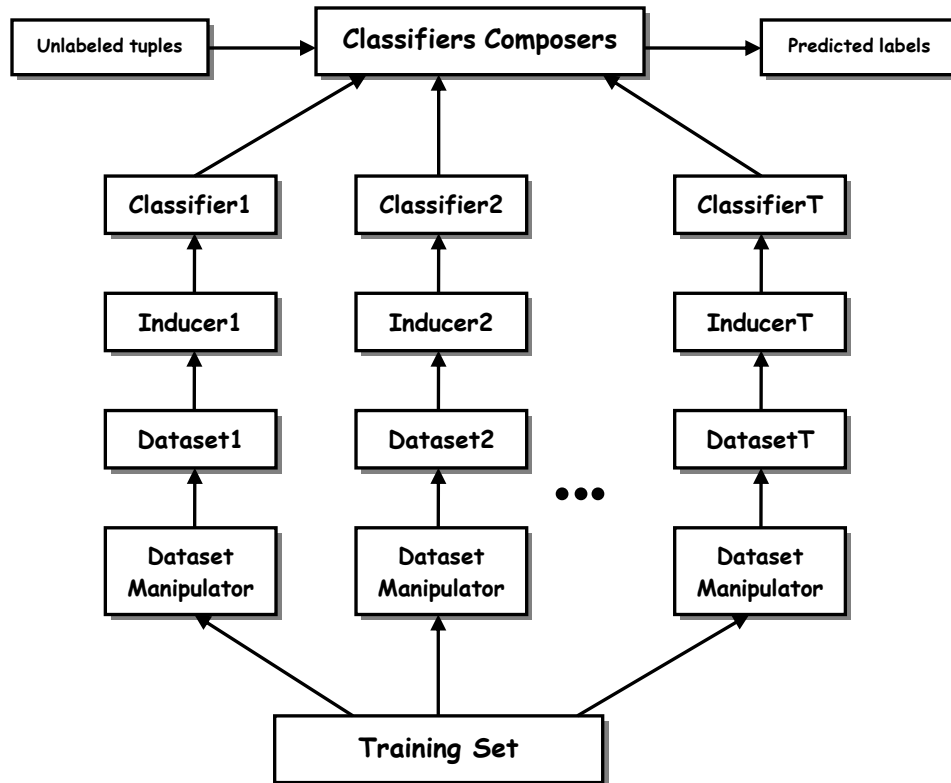 Unlabeled tuples
Classifiers Composers
Predicted labels
Classifier1
Classifier2
ClassifierT
Inducer1
Inducer2
InducerT
Dataset1
Dataset2
DatasetT
•••
Dataset
Manipulator
Dataset
Manipulator
Dataset
Manipulator
Training Set